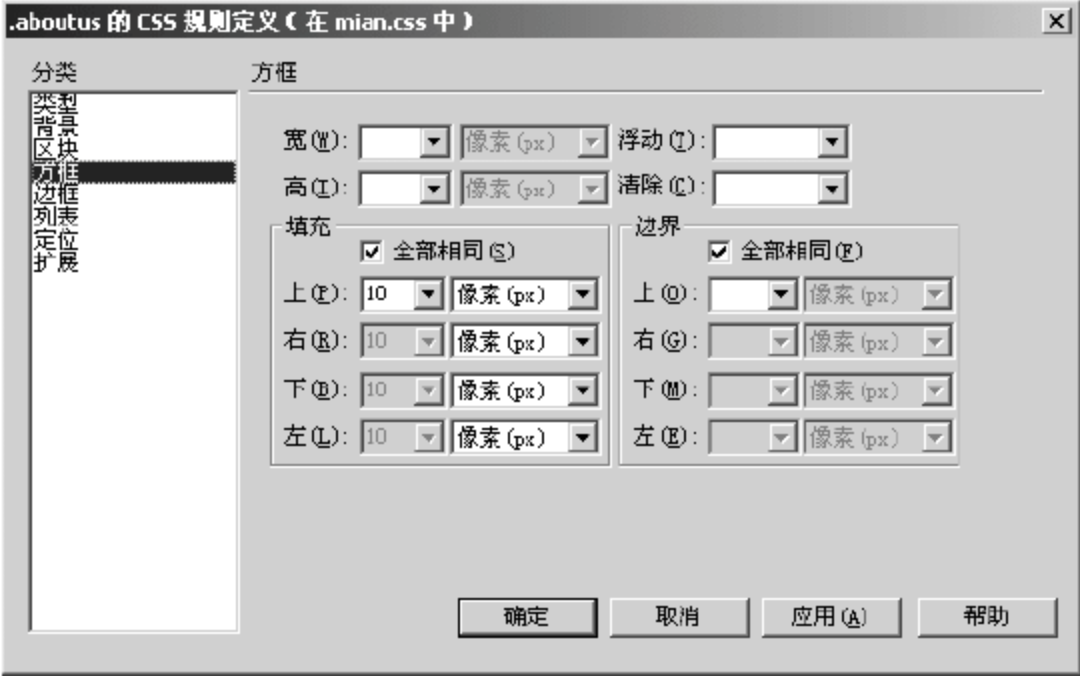 .aboutus 的 CSS 规则定义（在 mian.css 中）
分类
类型
背景
区块
方框
边框
列表
定位
扩展
方框
宽(W): 像素(px) 浮动(T):
高(I): 像素(px) 清除(C):
填充 边界
全部相同(S) 全部相同(F)
上(P): 10 像素(px) 上(O): 像素(px)
右(R): 10 像素(px) 右(G): 像素(px)
下(B): 10 像素(px) 下(M): 像素(px)
左(L): 10 像素(px) 左(E): 像素(px)
确定 取消 应用(A) 帮助